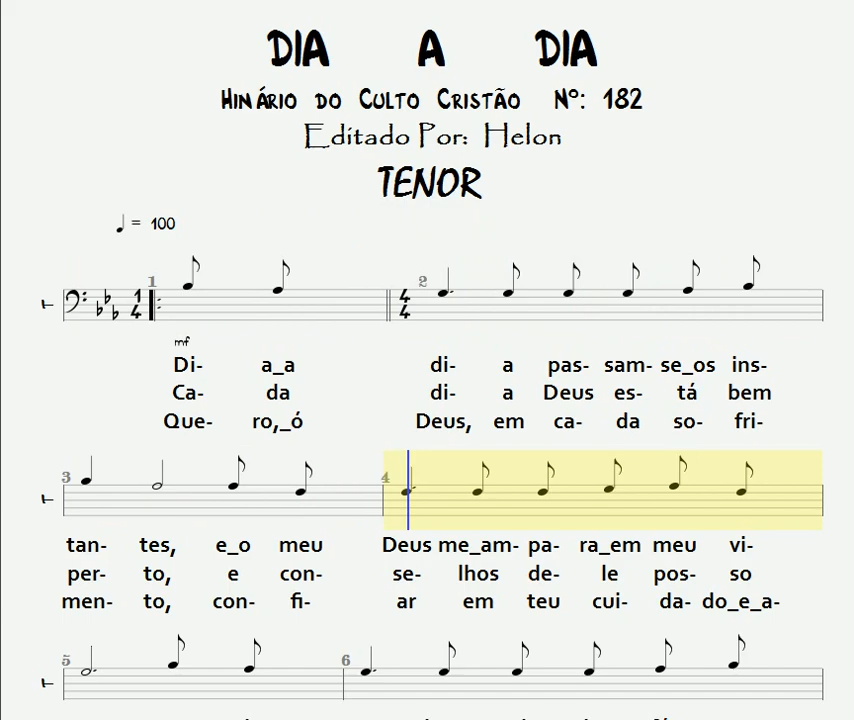 DIA A DIA
HINÁRIO DO CULTO CRISTÃO Nº: 182
Editado Por: Helon
TENOR
= 100
1 2
T
mf
Di- a_a di- a pas- sam- se_os ins-
Ca- da di- a Deus es- tá bem
Que- ro,_ó Deus, em ca- da so- fri-
3 4
T
tan- tes, e_o meu Deus me_am- pa- ra_em meu vi-
per- to, e con- se- lhos de- le pos- so
men- to, con- fi- ar em teu cui- da- do_e_a-
5 6
T